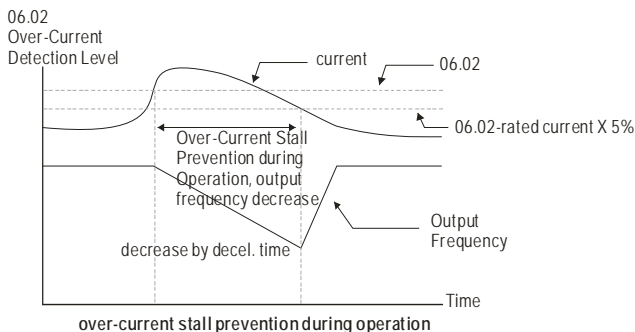 06.02
Over-Current
Detection Level
current
06.02
06.02-rated current X 5%
Over-Current Stall
Prevention during
Operation, output
frequency decrease
Output
Frequency
decrease by decel. time
Time
over-current stall prevention during operation